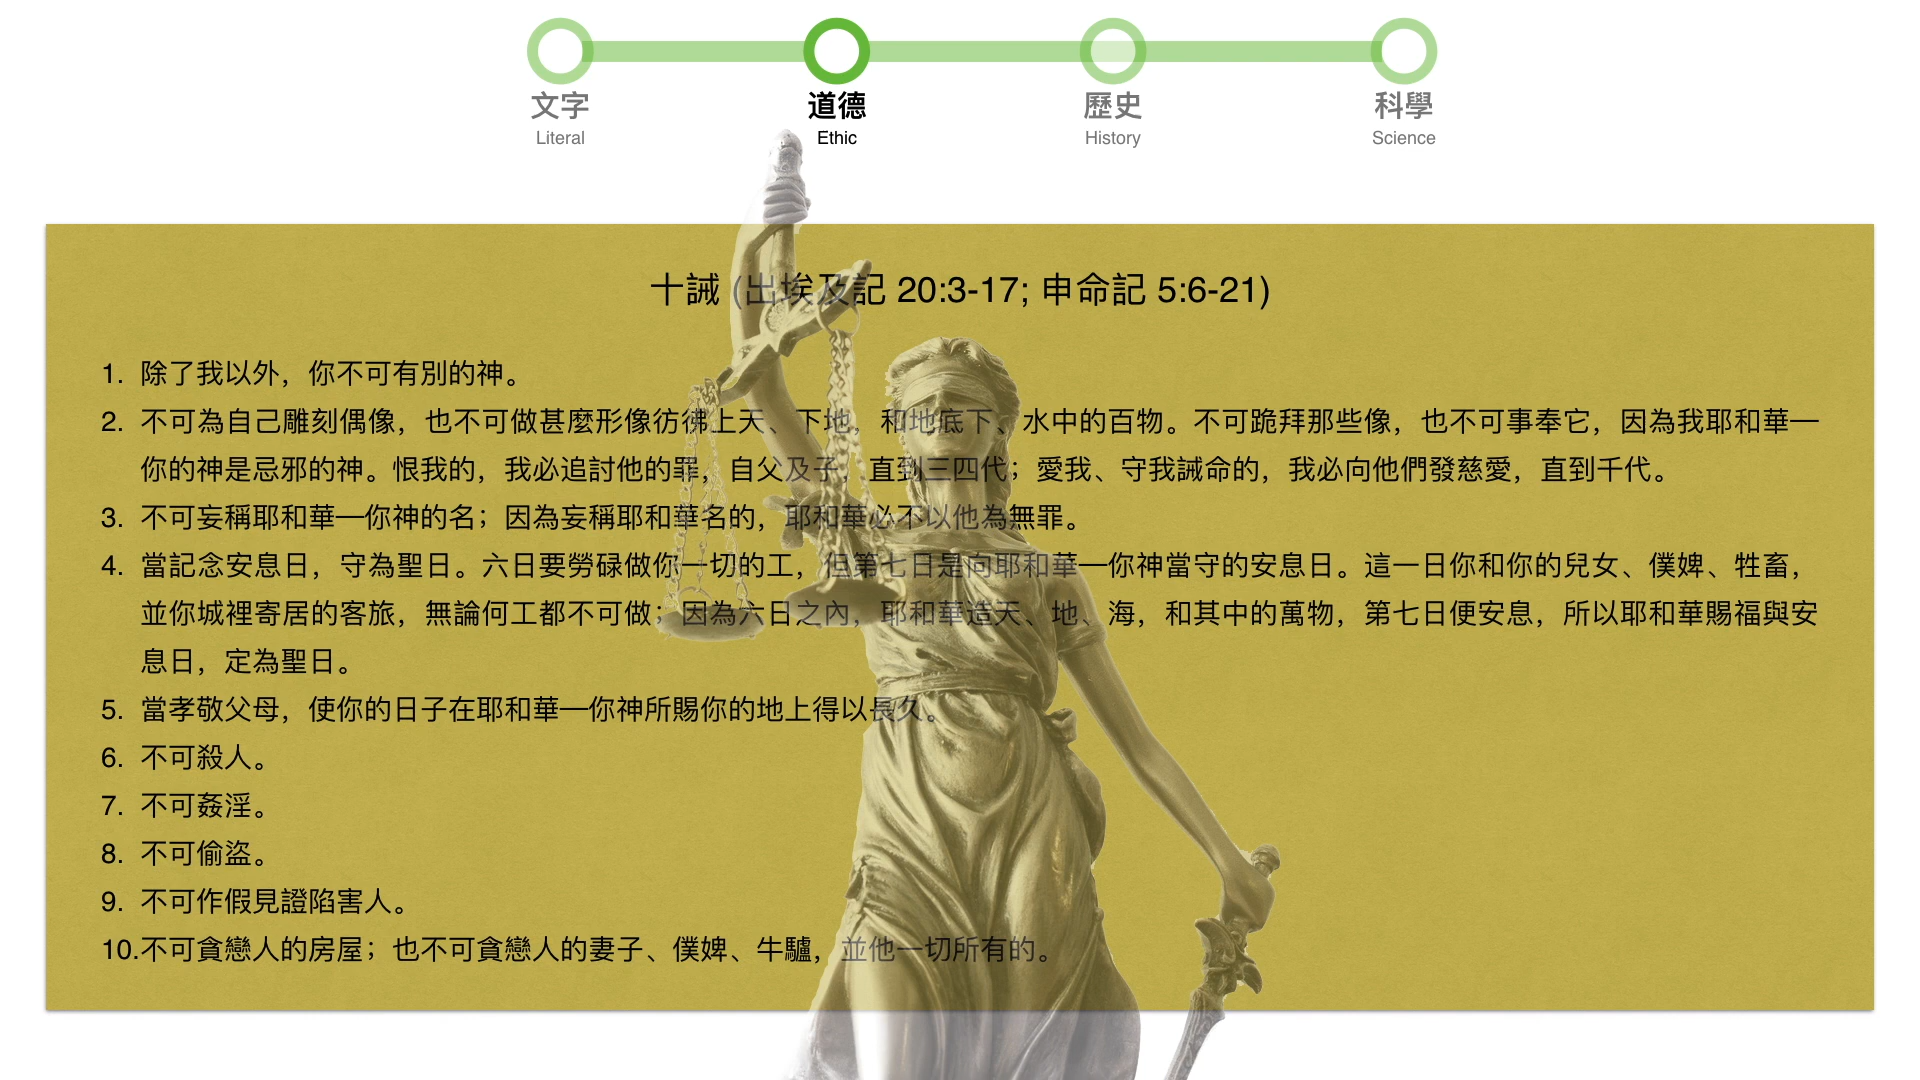 文字
Literal
道德
Ethic
歷史
History
科學
Science
十誡 (出埃及記 20:3-17; 申命記 5:6-21)
1. 除了我以外，你不可有別的神。
2. 不可為自己雕刻偶像，也不可做甚麼形像彷彿上天、下地，和地底下、水中的百物。不可跪拜那些像，也不可事奉它，因為我耶和華—
你的神是忌邪的神。恨我的，我必追討他的罪，自父及子，直到三四代；愛我、守我誡命的，我必向他們發慈愛，直到千代。
3. 不可妄稱耶和華—你神的名；因為妄稱耶和華名的，耶和華必不以他為無罪。
4. 當記念安息日，守為聖日。六日要勞碌做你一切的工，但第七日是向耶和華—你神當守的安息日。這一日你和你的兒女、僕婢、牲畜，
並你城裡寄居的客旅，無論何工都不可做；因為六日之內，耶和華造天、地、海，和其中的萬物，第七日便安息，所以耶和華賜福與安
息日，定為聖日。
5. 當孝敬父母，使你的日子在耶和華—你神所賜你的地上得以長久。
6. 不可殺人。
7. 不可姦淫。
8. 不可偷盜。
9. 不可作假見證陷害人。
10.不可貪戀人的房屋；也不可貪戀人的妻子、僕婢、牛驢，並他一切所有的。